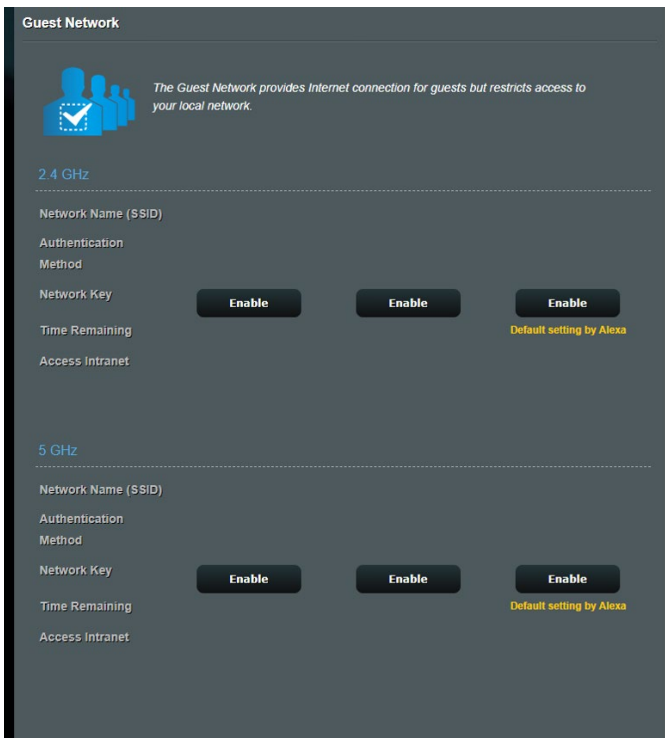 Guest Network
The Guest Network provides Internet connection for guests but restricts access to
your local network.
2.4 GHz
Network Name (SSID)
Authentication
Method
Network Key
Enable Enable Enable
Time Remaining
Default setting by Alexa
Access Intranet
5 GHz
Network Name (SSID)
Authentication
Method
Network Key
Enable Enable Enable
Time Remaining
Default setting by Alexa
Access Intranet